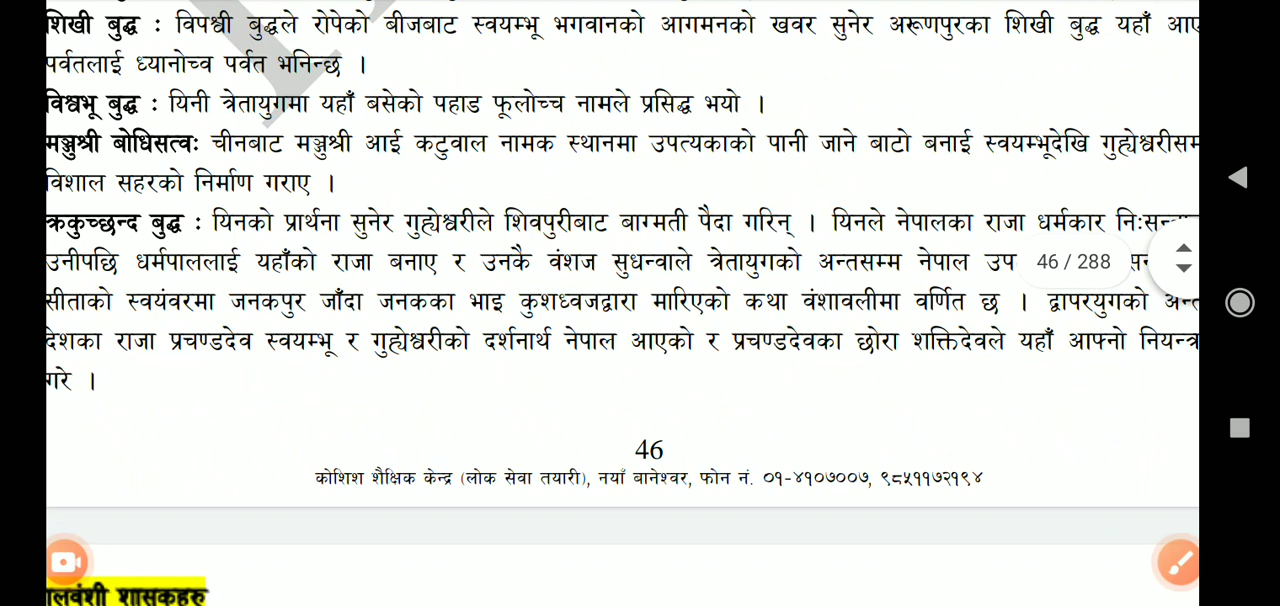 शिखी बुद्ध : विपश्वी बुद्धले रोपेको बीजबाट स्वयम्भू भगवानको आगमनको खवर सुनेर अरूणपुरका शिखी बुद्ध यहाँ आए
पर्वतलाई ध्यानोच्व पर्वत भनिन्छ ।
विश्वभू बुद्ध : यिनी त्रेतायुगमा यहाँ बसेको पहाड फूलोच्च नामले प्रसिद्ध भयो ।
मञ्जुश्री बोधिसत्वः चीनबाट मञ्जुश्री आई कटुवाल नामक स्थानमा उपत्यकाको पानी जाने बाटो बनाई स्वयम्भूदेखि गुह्येश्वरीसम
विशाल सहरको निर्माण गराए ।
क्रकुच्छन्द बुद्ध : यिनको प्रार्थना सुनेर गुह्येश्वरीले शिवपुरीबाट बाग्मती पैदा गरिन् । यिनले नेपालका राजा धर्मकार
उनीपछि धर्मपाललाई यहाँको राजा बनाए र उनकै वंशज सुधन्वाले त्रेतायुगको अन्तसम्म नेपाल उप 46 / 288
सीताको स्वयंवरमा जनकपुर जाँदा जनकका भाइ कुशध्वजद्वारा मारिएको कथा वंशावलीमा वर्णित छ । द्वापरयुगको अन्त
देशका राजा प्रचण्डदेव स्वयम्भू र गुह्येश्वरीको दर्शनार्थ नेपाल आएको र प्रचण्डदेवका छोरा शक्तिदेवले यहाँ आफ्नो नियन्त्र
गरे ।
46
कोशिश शैक्षिक केन्द्र (लोक सेवा तयारी), नयाँ बानेश्वर, फोन नं. ०१-४१०७००७, ९८५११७२१९४
लवंशी शासकहरु